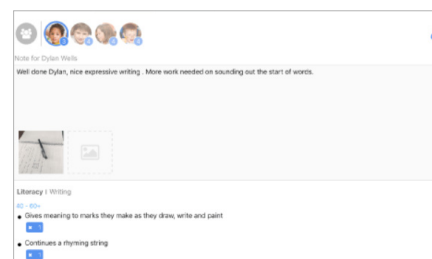 Note for Dylan Wells
Well done Dylan, nice expressive writing . More work needed on sounding out the start of words.
Literacy | Writing
40 - 60+
Gives meaning to marks they make as they draw, write and paint
1
Continues a rhyming string
1